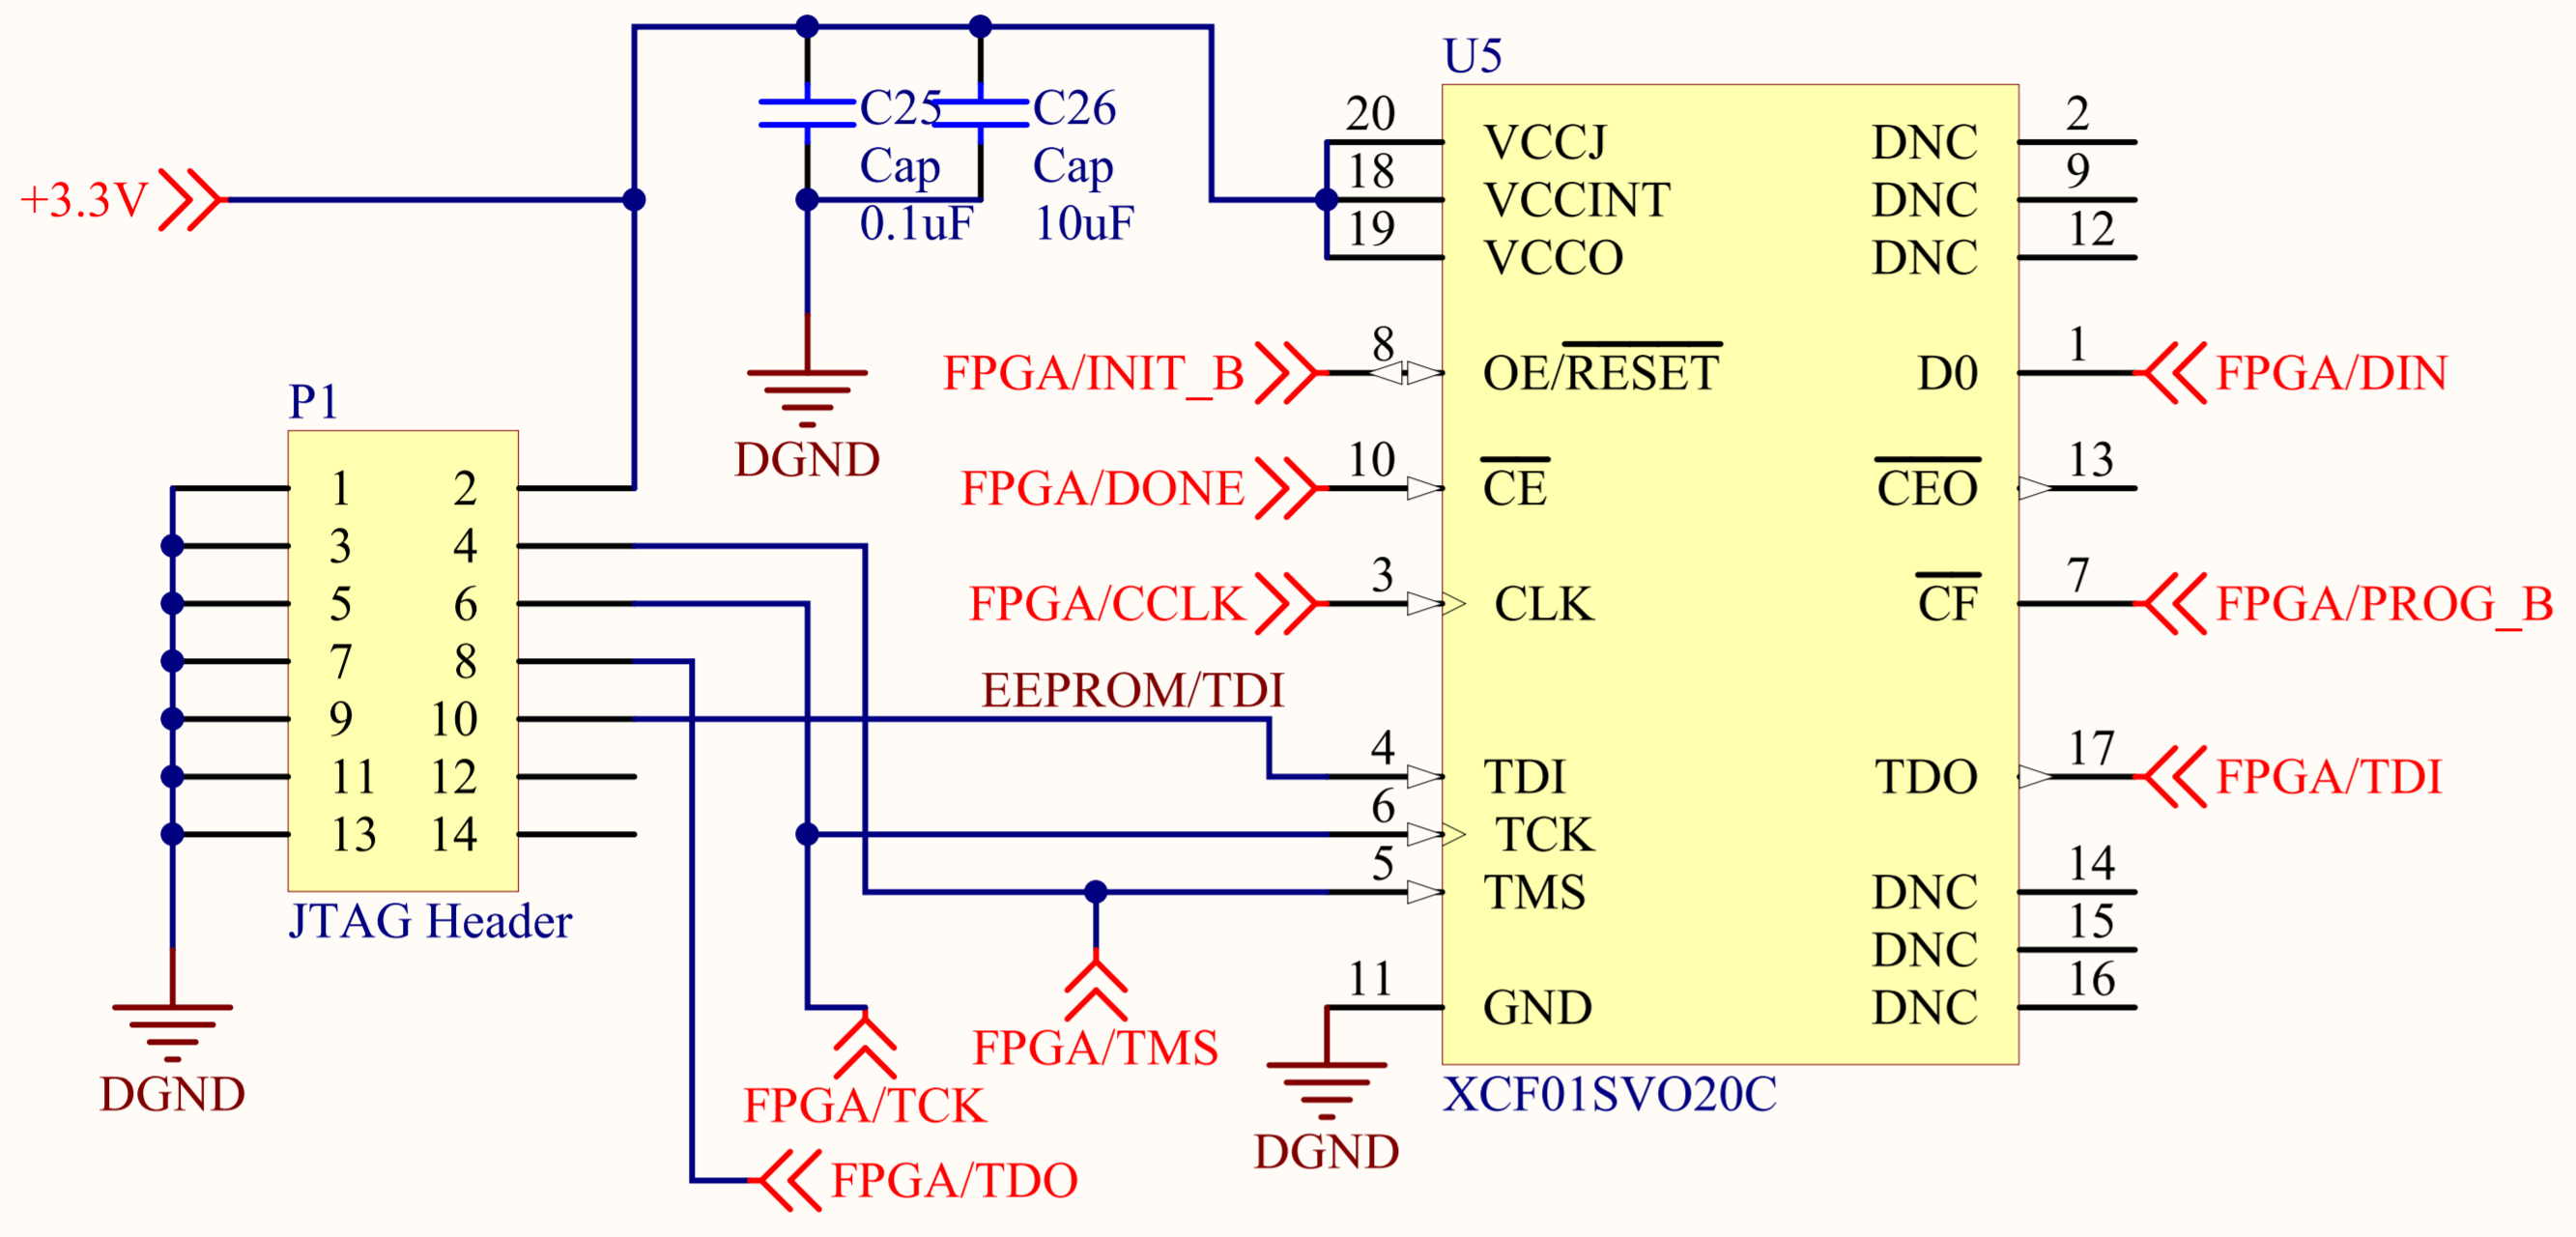 +3.3V
C25
Cap
0.1uF
C26
Cap
10uF
DGND
P1
1 2
3 4
5 6
7 8
9 10
11 12
13 14
JTAG Header
DGND
FPGA/TCK
FPGA/TMS
FPGA/TDO
EEPROM/TDI
FPGA/INIT_B
FPGA/DONE
FPGA/CCLK
U5
20 VCCJ DNC 2
18 VCCINT DNC 9
19 VCCO DNC 12
8 OE/RESET D0 1 FPGA/DIN
10 CE CEO 13
3 CLK CF 7 FPGA/PROG_B
4 TDI TDO 17 FPGA/TDI
6 TCK
5 TMS DNC 14
DNC 15
11 GND DNC 16
XCF01SVO20C
DGND